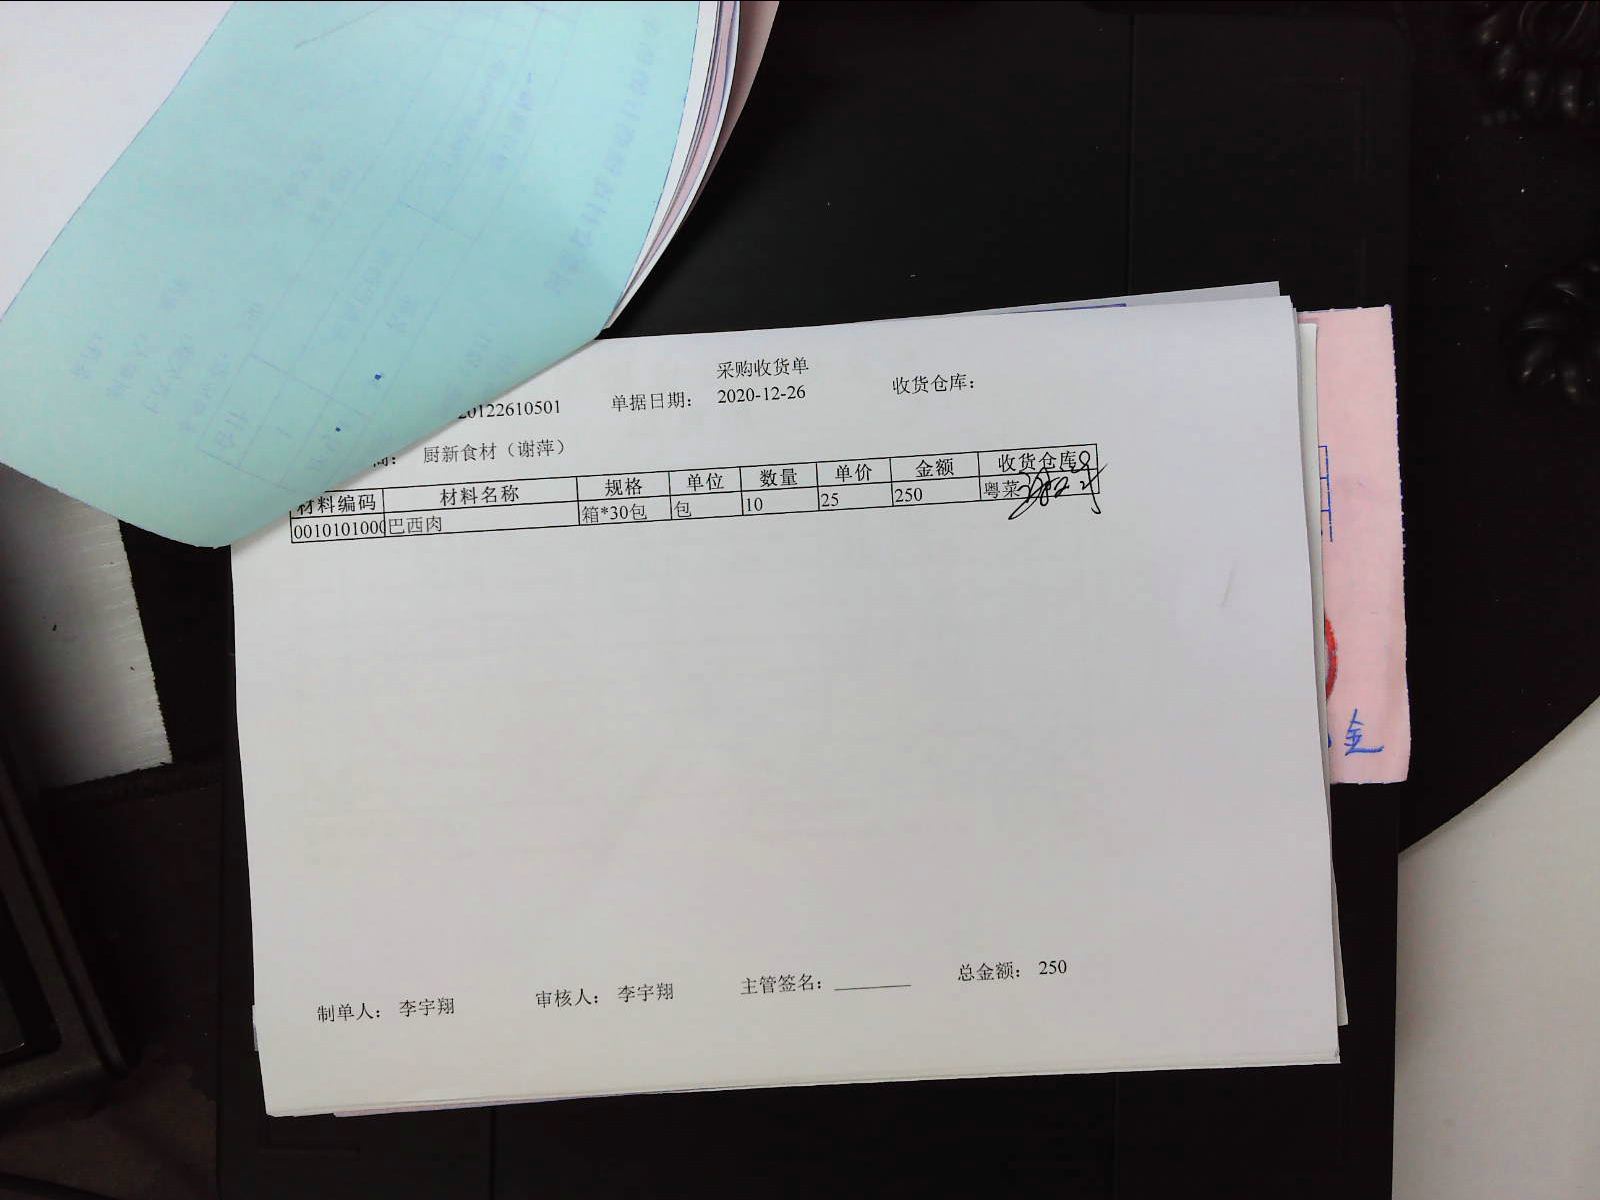 采购收货单
20122610501 单据日期： 2020-12-26 收货仓库：
商： 厨新食材（谢萍）
材料编码 材料名称 规格 单位 数量 单价 金额 收货仓库
0010101000 巴西肉 箱*30包 包 10 25 250 粤菜
制单人： 李宇翔 审核人： 李宇翔 主管签名： 总金额： 250
金